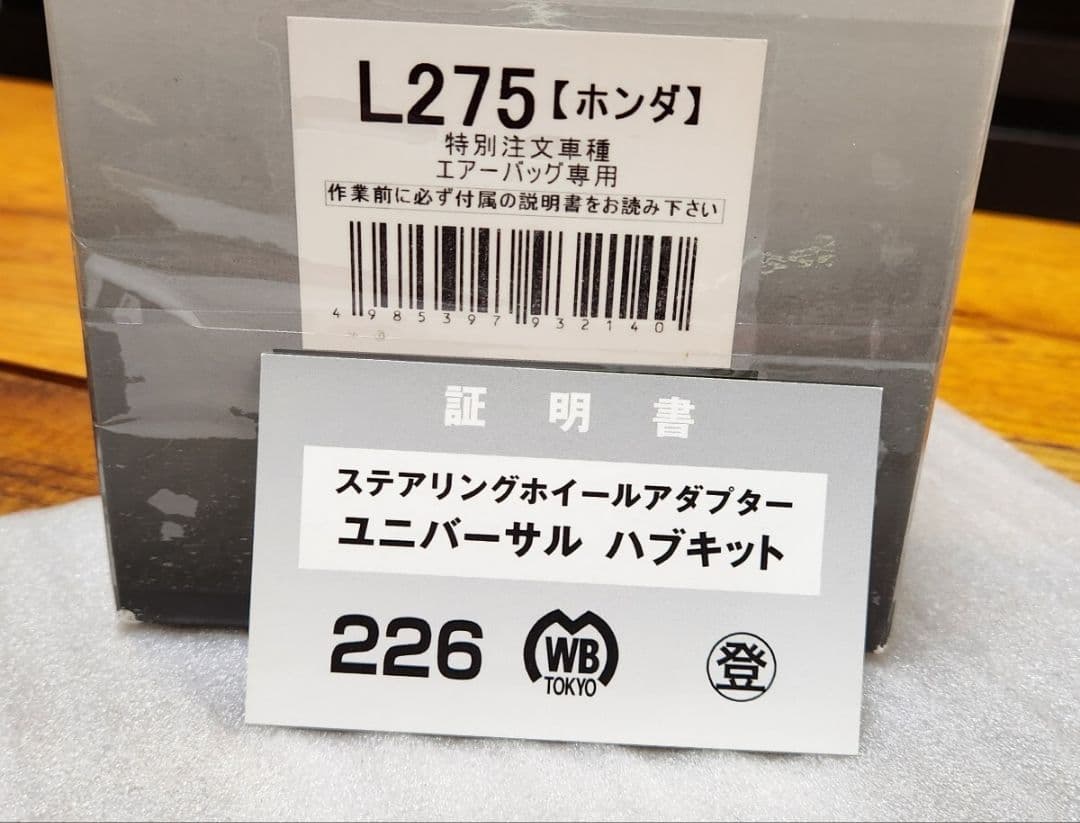 L275【ホンダ】
特別注文車種
エアーバッグ専用
作業前に必ず付属の説明書をお読み下さい
4985397932140
証明書
ステアリングホイールアダプター
ユニバーサル ハブキット
226 WB TOKYO 登